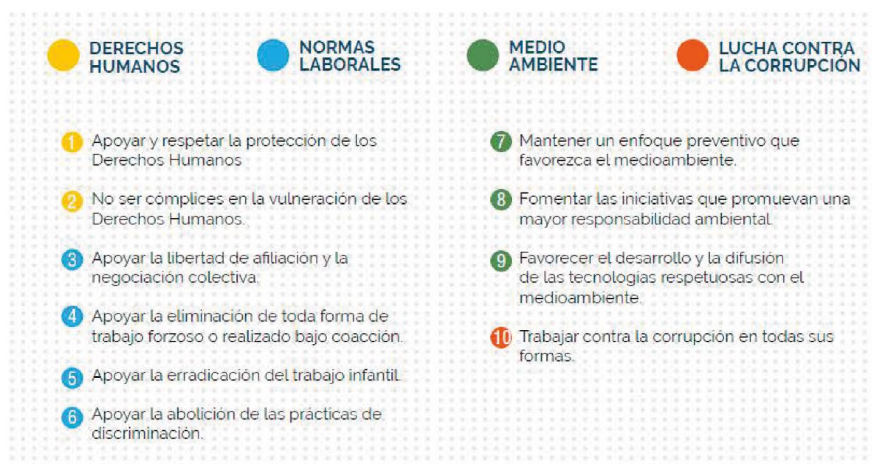 DERECHOS
HUMANOS
NORMAS
LABORALES
MEDIO
AMBIENTE
LUCHA CONTRA
LA CORRUPCIÓN
1 Apoyar y respetar la protección de los
Derechos Humanos
2 No ser cómplices en la vulneración de los
Derechos Humanos.
3 Apoyar la libertad de afiliación y la
negociación colectiva.
4 Apoyar la eliminación de toda forma de
trabajo forzoso o realizado bajo coacción.
5 Apoyar la erradicación del trabajo infantil.
6 Apoyar la abolición de las prácticas de
discriminación.
7 Mantener un enfoque preventivo que
favorezca el medioambiente.
8 Fomentar las iniciativas que promuevan una
mayor responsabilidad ambiental.
9 Favorecer el desarrollo y la difusión
de las tecnologías respetuosas con el
medioambiente.
10 Trabajar contra la corrupción en todas sus
formas.